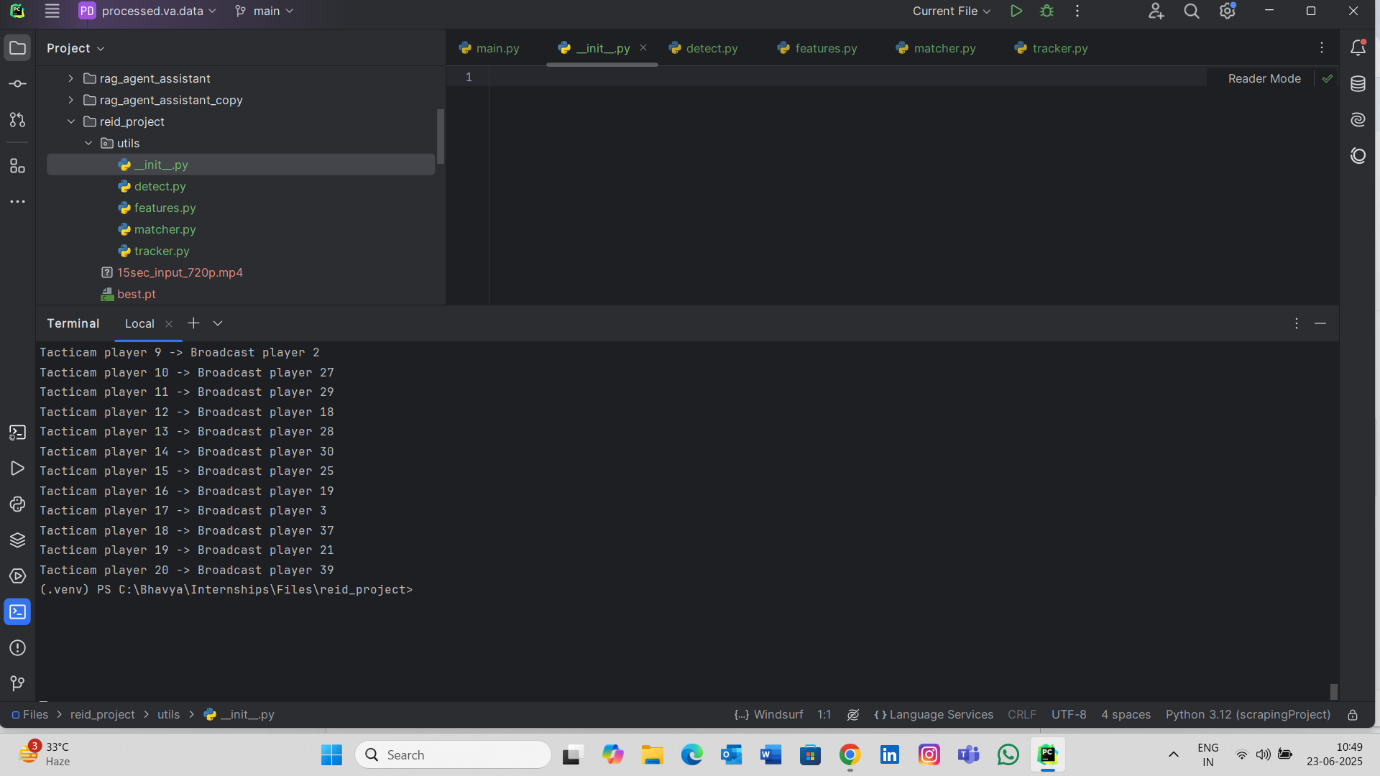 PD processed.va.data main Current File
Project
main.py __init__.py detect.py features.py matcher.py tracker.py
rag_agent_assistant
rag_agent_assistant_copy
reid_project
utils
__init__.py
detect.py
features.py
matcher.py
tracker.py
15sec_input_720p.mp4
best.pt
1
Reader Mode
Terminal Local
Tacticam player 9 -> Broadcast player 2
Tacticam player 10 -> Broadcast player 27
Tacticam player 11 -> Broadcast player 29
Tacticam player 12 -> Broadcast player 18
Tacticam player 13 -> Broadcast player 28
Tacticam player 14 -> Broadcast player 30
Tacticam player 15 -> Broadcast player 25
Tacticam player 16 -> Broadcast player 19
Tacticam player 17 -> Broadcast player 3
Tacticam player 18 -> Broadcast player 37
Tacticam player 19 -> Broadcast player 21
Tacticam player 20 -> Broadcast player 39
(.venv) PS C:\Bhavya\Internships\Files\reid_project>
Files > reid_project > utils > __init__.py {...} Windsurf 1:1 Language Services CRLF UTF-8 4 spaces Python 3.12 (scrapingProject)
3 33°C
Haze
Search
ENG
IN
10:49
23-06-2025